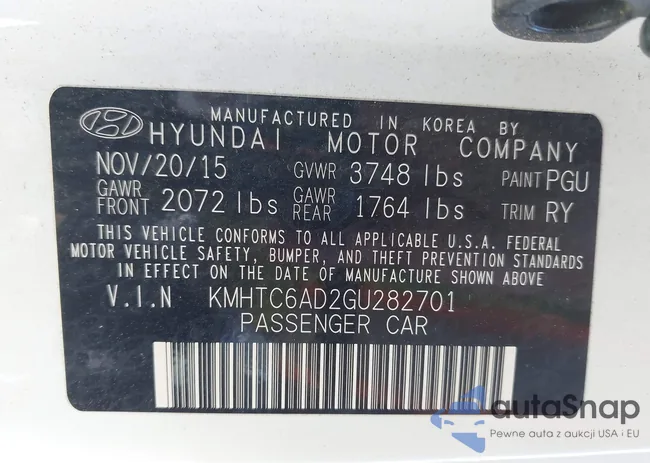 MANUFACTURED IN KOREA BY
HYUNDAI MOTOR COMPANY
NOV/20/15 GVWR 3748 lbs PAINT PGU
GAWR FRONT 2072 lbs GAWR REAR 1764 lbs TRIM RY
THIS VEHICLE CONFORMS TO ALL APPLICABLE U.S.A. FEDERAL
MOTOR VEHICLE SAFETY, BUMPER, AND THEFT PREVENTION STANDARDS
IN EFFECT ON THE DATE OF MANUFACTURE SHOWN ABOVE
V.I.N KMHTC6AD2GU282701
PASSENGER CAR
autoSnap
Pewne auta z aukcji USA i EU